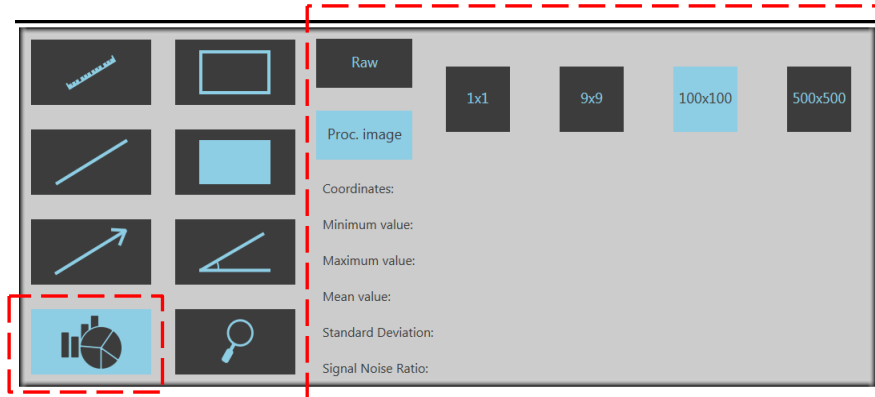 Raw
1x1
9x9
100x100
500x500
Proc. image
Coordinates:
Minimum value:
Maximum value:
Mean value:
Standard Deviation:
Signal Noise Ratio: